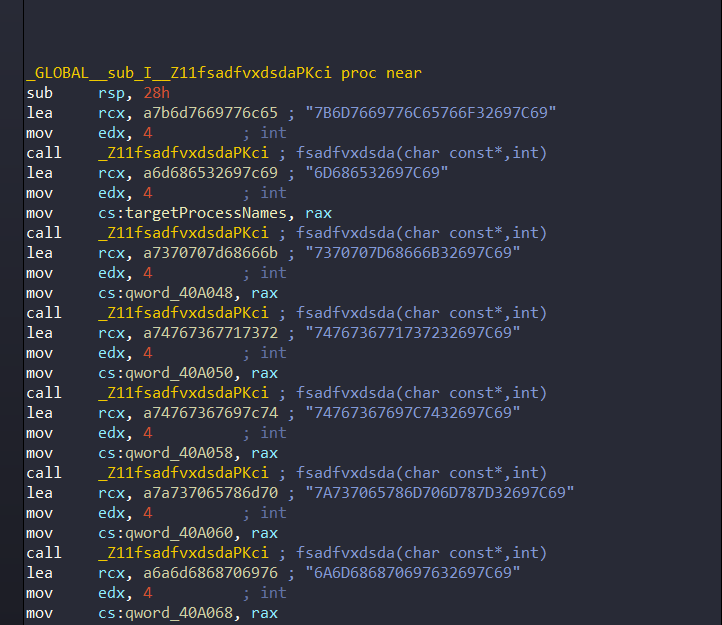 _GLOBAL__sub_I__Z11fsadfvxdsdaPKci proc near
sub     rsp, 28h
lea     rcx, a7b6d7669776c65 ; "7B6D7669776C65766F32697C69"
mov     edx, 4          ; int
call    _Z11fsadfvxdsdaPKci ; fsadfvxdsda(char const*,int)
lea     rcx, a6d686532697c69 ; "6D686532697C69"
mov     edx, 4          ; int
mov     cs:targetProcessNames, rax
call    _Z11fsadfvxdsdaPKci ; fsadfvxdsda(char const*,int)
lea     rcx, a7370707d68666b ; "7370707D68666B32697C69"
mov     edx, 4          ; int
mov     cs:qword_40A048, rax
call    _Z11fsadfvxdsdaPKci ; fsadfvxdsda(char const*,int)
lea     rcx, a74767367717372 ; "747673677173723​2697C69"
mov     edx, 4          ; int
mov     cs:qword_40A050, rax
call    _Z11fsadfvxdsdaPKci ; fsadfvxdsda(char const*,int)
lea     rcx, a74767367697c74 ; "74767367697C7432697C69"
mov     edx, 4          ; int
mov     cs:qword_40A058, rax
call    _Z11fsadfvxdsdaPKci ; fsadfvxdsda(char const*,int)
lea     rcx, a7a737065786d70 ; "7A737065786D706D787D32697C69"
mov     edx, 4          ; int
mov     cs:qword_40A060, rax
call    _Z11fsadfvxdsdaPKci ; fsadfvxdsda(char const*,int)
lea     rcx, a6a6d6868706976 ; "6A6D686870697632697C69"
mov     edx, 4          ; int
mov     cs:qword_40A068, rax